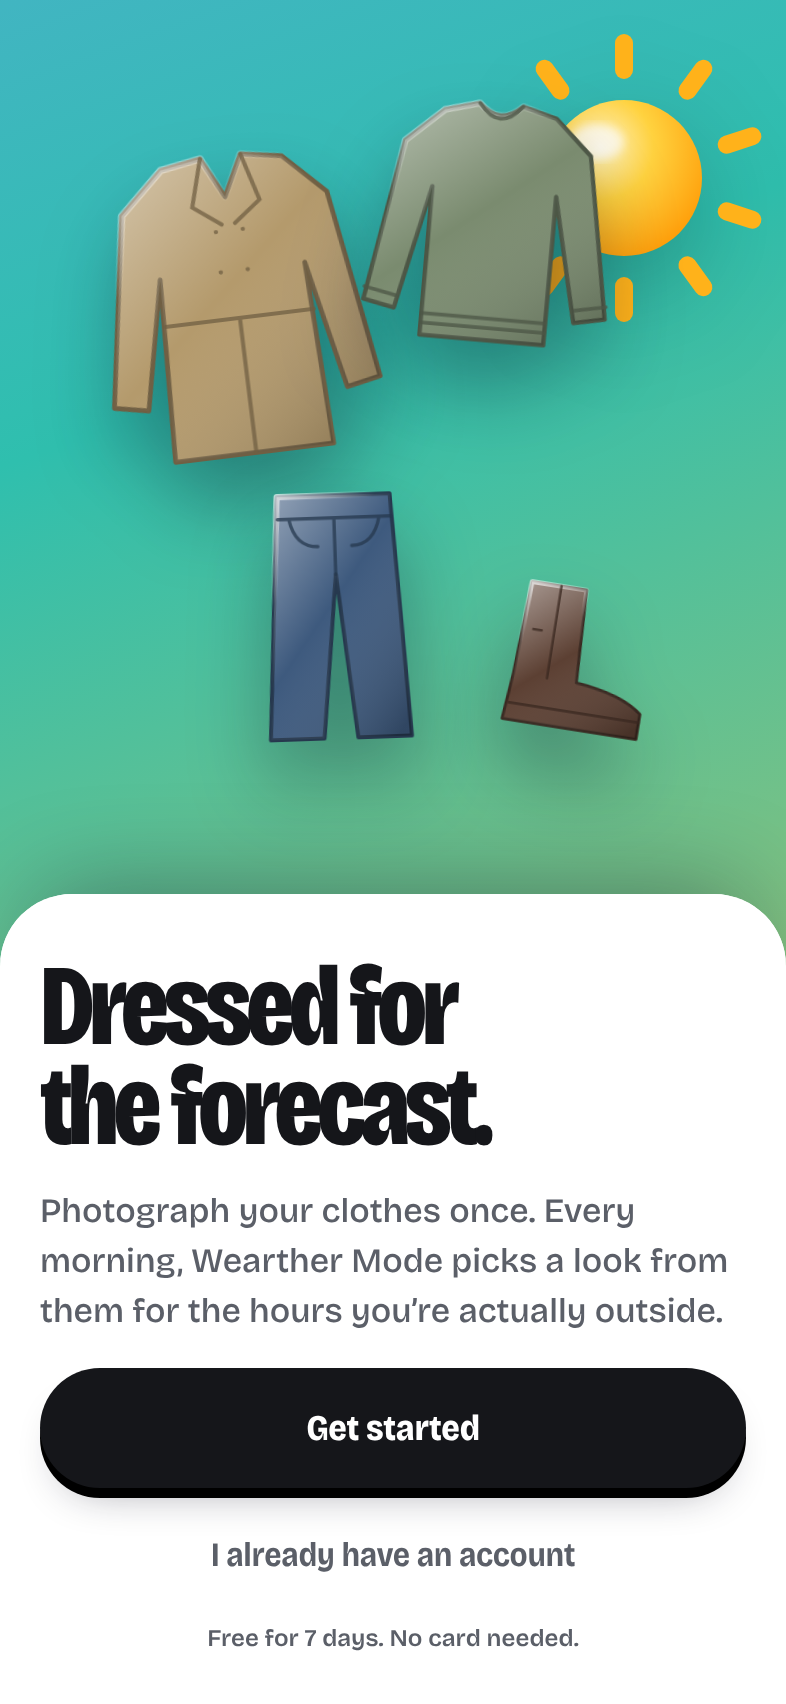 Dressed for
the forecast.
Photograph your clothes once. Every
morning, Wearther Mode picks a look from
them for the hours you’re actually outside.
Get started
I already have an account
Free for 7 days. No card needed.